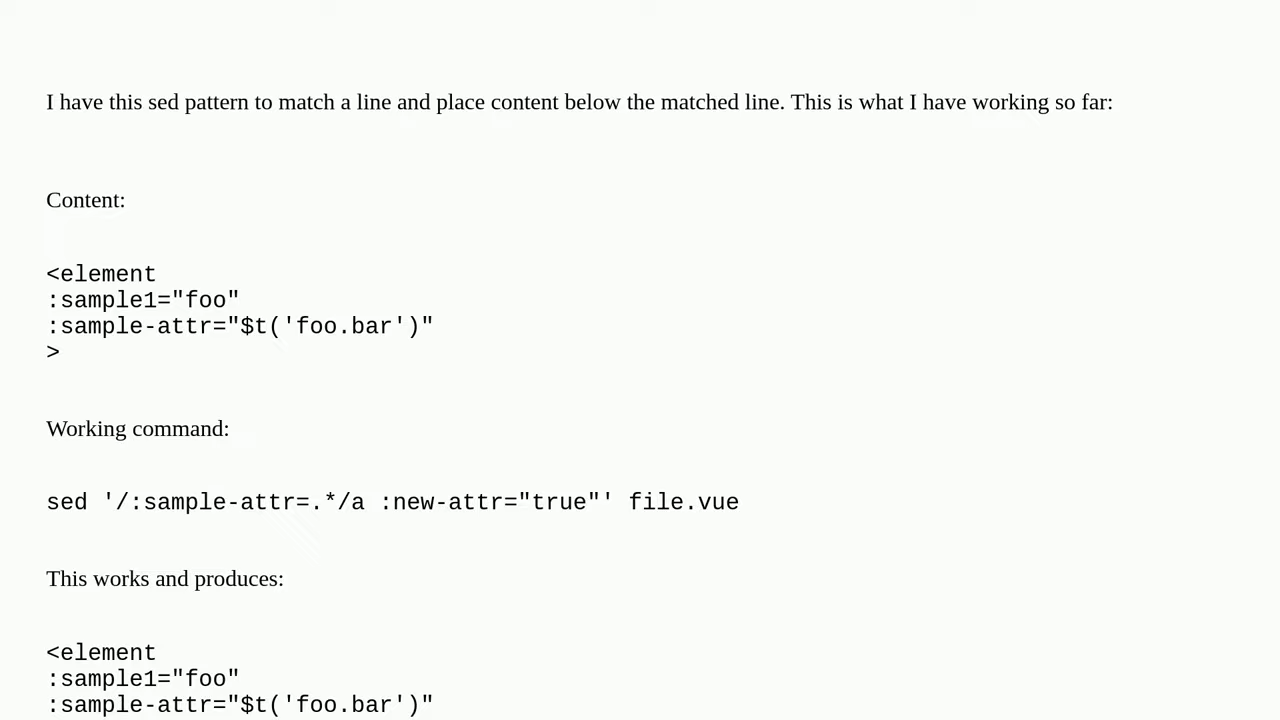 I have this sed pattern to match a line and place content below the matched line. This is what I have working so far:
Content:
<element
:sample1="foo"
:sample-attr="$t('foo.bar')"
>
Working command:
sed '/:sample-attr=.*/a :new-attr="true"' file.vue
This works and produces:
<element
:sample1="foo"
:sample-attr="$t('foo.bar')"